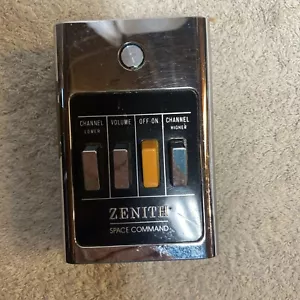 CHANNEL LOWER
VOLUME
OFF-ON
CHANNEL HIGHER
ZENITH
SPACE COMMAND